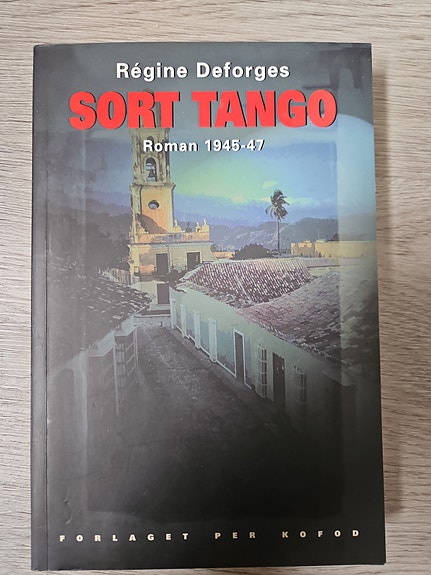 Régine Deforges
SORT TANGO
Roman 1945-47
FORLAGET PER KOFOD